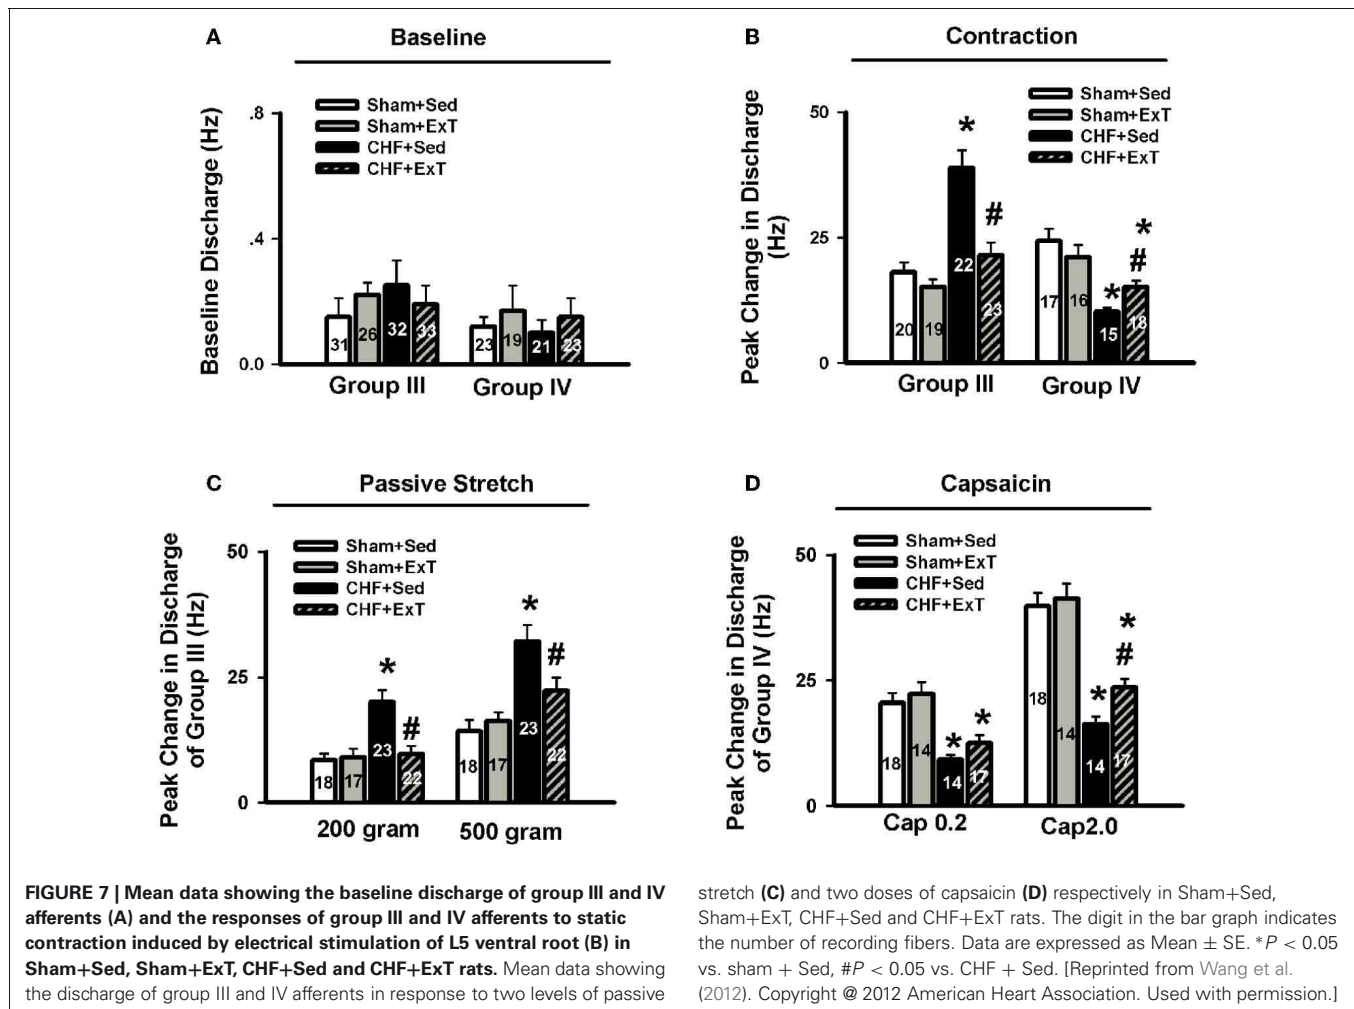 A
Baseline
Sham+Sed
Sham+ExT
CHF+Sed
CHF+ExT
Baseline Discharge (Hz)
.8
.4
0.0
31
26
32
33
23
19
21
23
Group III
Group IV
B
Contraction
Sham+Sed
Sham+ExT
CHF+Sed
CHF+ExT
Peak Change in Discharge
(Hz)
50
25
0
*
#
*
*
#
20
19
22
23
17
16
15
18
Group III
Group IV
C
Passive Stretch
Sham+Sed
Sham+ExT
CHF+Sed
CHF+ExT
Peak Change in Discharge
of Group III (Hz)
50
25
0
*
#
*
#
18
17
23
22
18
17
23
22
200 gram
500 gram
D
Capsaicin
Sham+Sed
Sham+ExT
CHF+Sed
CHF+ExT
Peak Change in Discharge
of Group IV (Hz)
50
25
0
*
*
*
*
#
18
14
14
17
18
14
14
17
Cap 0.2
Cap2.0
FIGURE 7 | Mean data showing the baseline discharge of group III and IV
afferents (A) and the responses of group III and IV afferents to static
contraction induced by electrical stimulation of L5 ventral root (B) in
Sham+Sed, Sham+ExT, CHF+Sed and CHF+ExT rats. Mean data showing
the discharge of group III and IV afferents in response to two levels of passive
stretch (C) and two doses of capsaicin (D) respectively in Sham+Sed,
Sham+ExT, CHF+Sed and CHF+ExT rats. The digit in the bar graph indicates
the number of recording fibers. Data are expressed as Mean ± SE. *P < 0.05
vs. sham + Sed, #P < 0.05 vs. CHF + Sed. [Reprinted from Wang et al.
(2012). Copyright @ 2012 American Heart Association. Used with permission.]